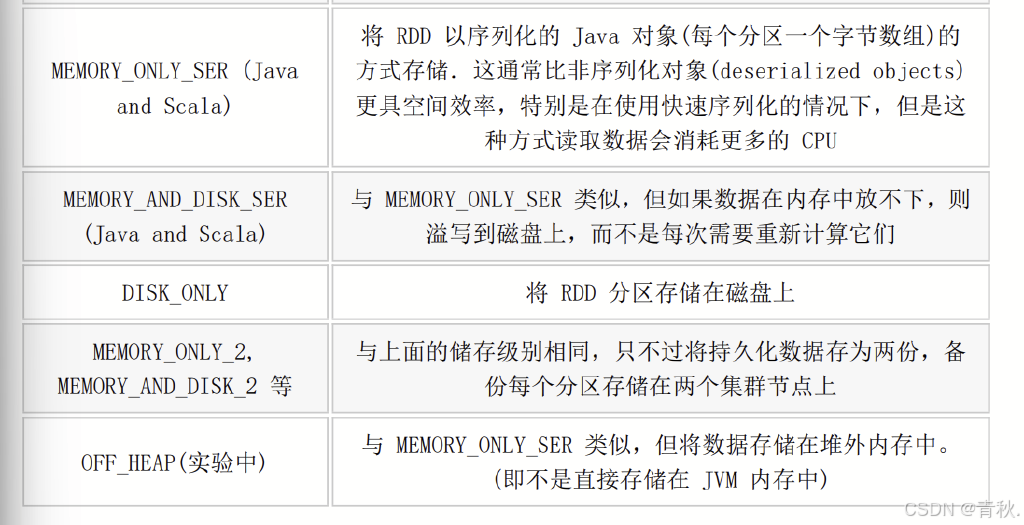 MEMORY_ONLY_SER (Java
and Scala)
将 RDD 以序列化的 Java 对象(每个分区一个字节数组)的
方式存储．这通常比非序列化对象(deserialized objects)
更具空间效率，特别是在使用快速序列化的情况下，但是这
种方式读取数据会消耗更多的 CPU
MEMORY_AND_DISK_SER
(Java and Scala)
与 MEMORY_ONLY_SER 类似，但如果数据在内存中放不下，则
溢写到磁盘上，而不是每次需要重新计算它们
DISK_ONLY
将 RDD 分区存储在磁盘上
MEMORY_ONLY_2,
MEMORY_AND_DISK_2 等
与上面的储存级别相同，只不过将持久化数据存为两份，备
份每个分区存储在两个集群节点上
OFF_HEAP(实验中)
与 MEMORY_ONLY_SER 类似，但将数据存储在堆外内存中。
(即不是直接存储在 JVM 内存中)
CSDN @青秋.